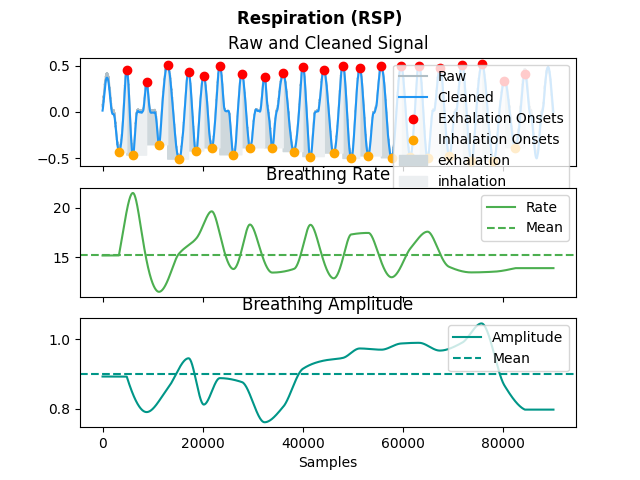 Respiration (RSP)
Raw and Cleaned Signal
0.5
0.0
−0.5
Raw
Cleaned
Exhalation Onsets
Inhalation Onsets
exhalation
inhalation
Breathing Rate
20
15
Rate
Mean
Breathing Amplitude
1.0
0.8
Amplitude
Mean
0 20000 40000 60000 80000
Samples